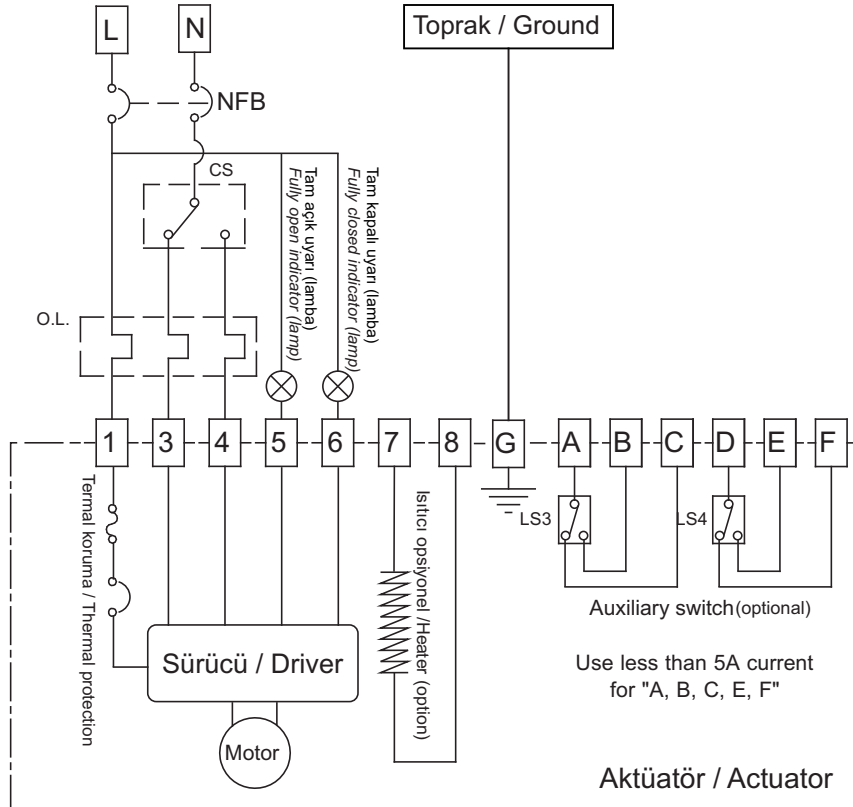 L
N
Toprak / Ground
NFB
CS
Tam açık uyarı (lamba)
Fully open indicator (lamp)
Tam kapalı uyarı (lamba)
Fully closed indicator (lamp)
O.L.
1 3 4 5 6 7 8 G A B C D E F
Termal koruma / Thermal protection
Isıtıcı opsiyonel /Heater (option)
LS3
LS4
Auxiliary switch(optional)
Sürücü / Driver
Use less than 5A current
for "A, B, C, E, F"
Motor
Aktüatör / Actuator